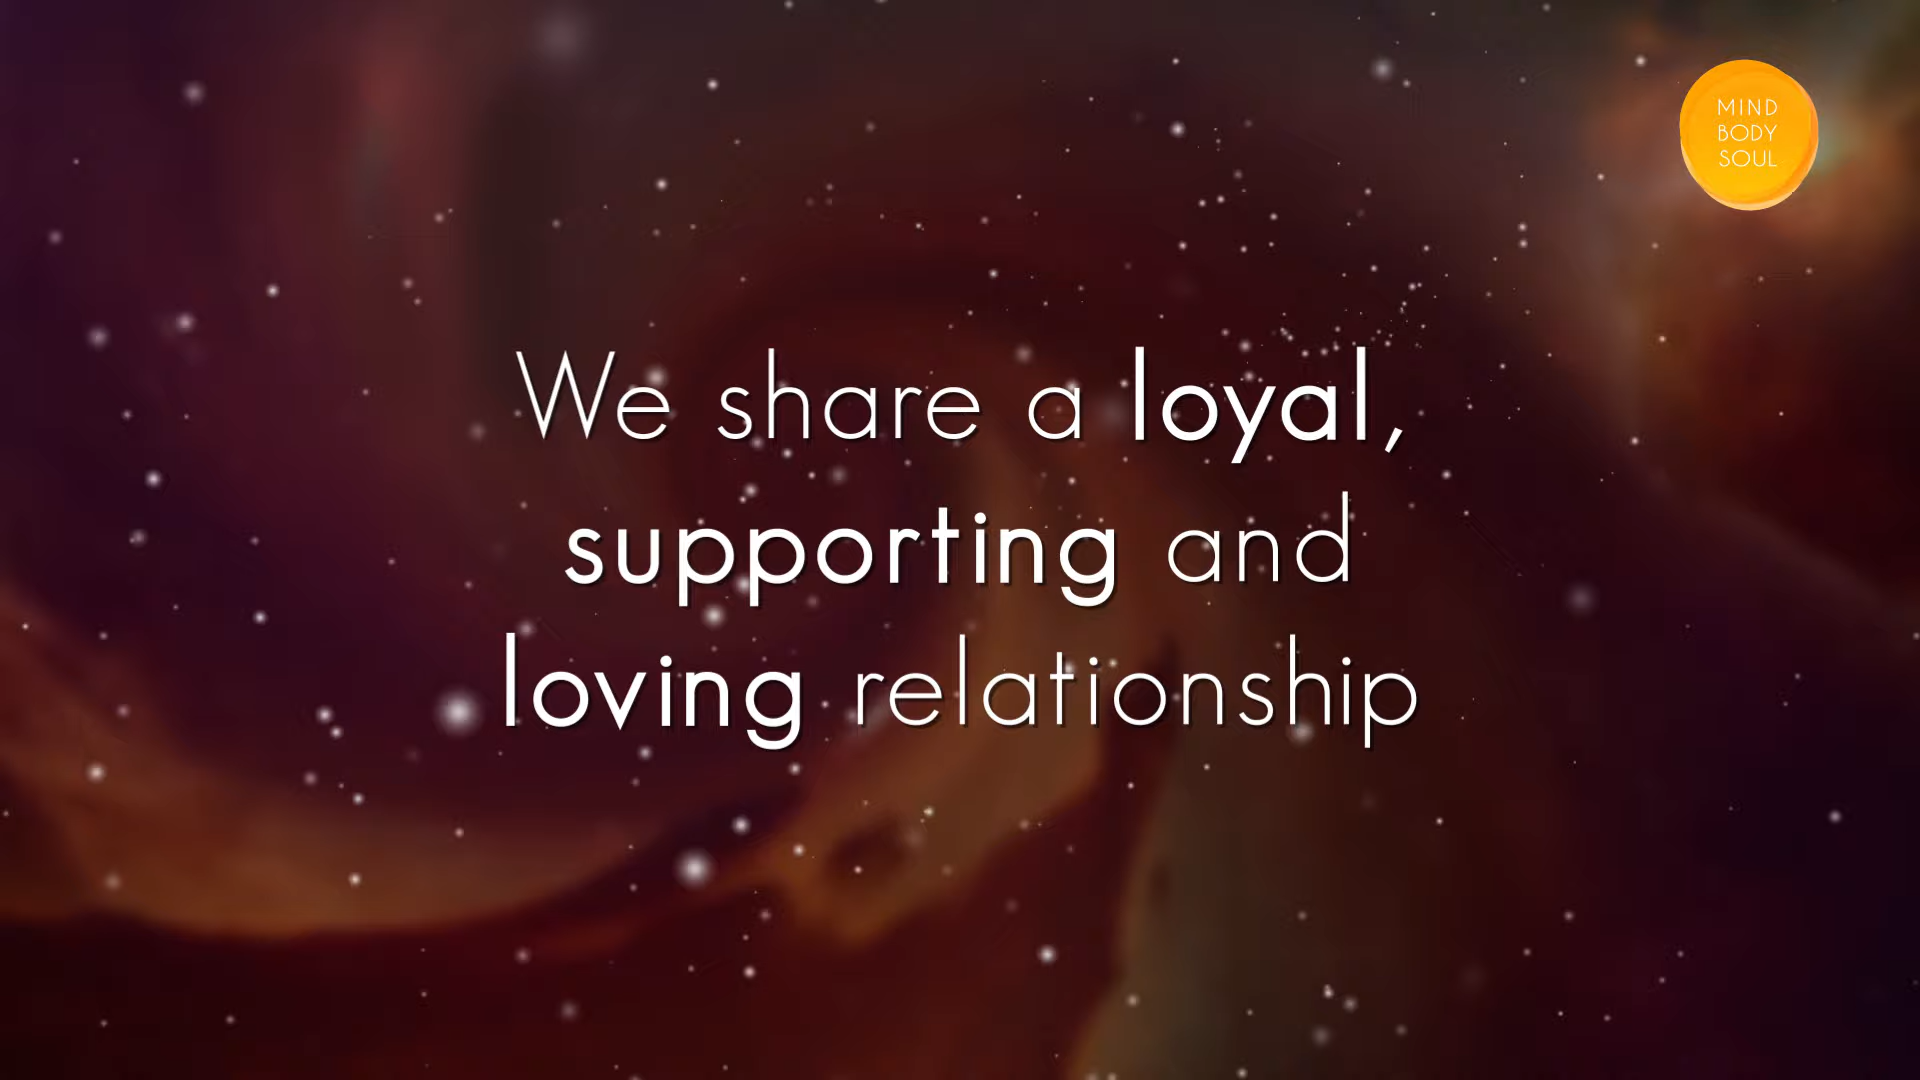 MIND
BODY
SOUL
We share a loyal,
supporting and
loving relationship